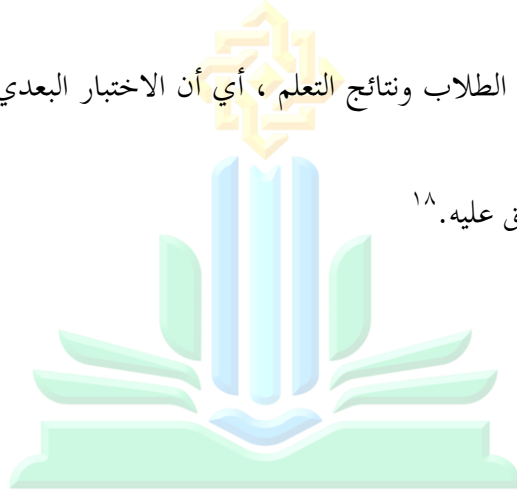 الطلاب ونتائج التعلم ، أي أن الاختبار البعدي
عليه.١٨